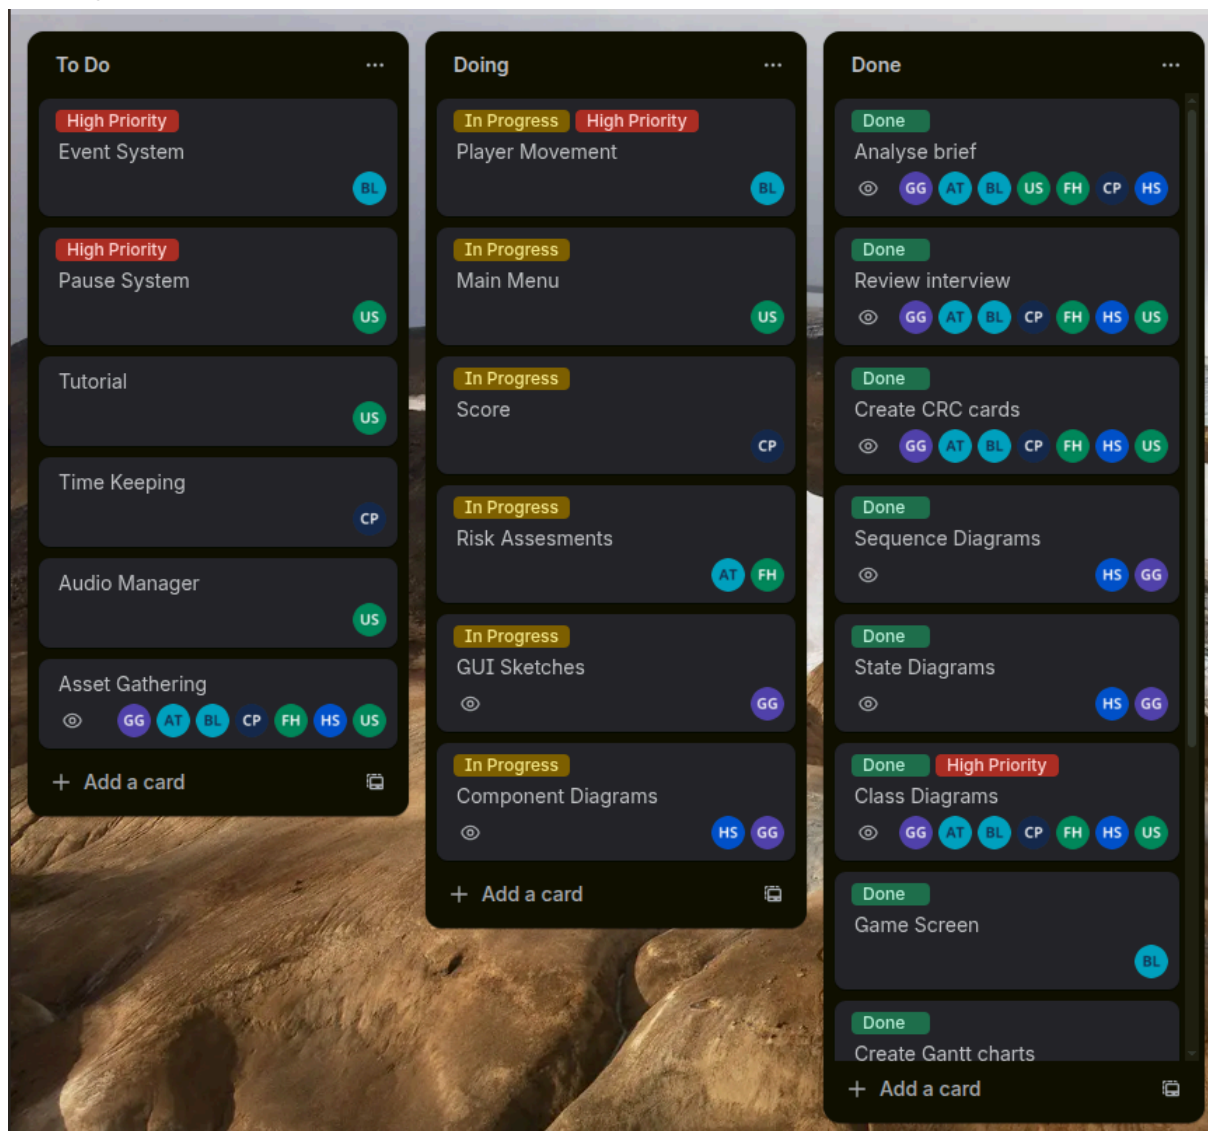 To Do
High Priority
Event System
BL
High Priority
Pause System
US
Tutorial
US
Time Keeping
CP
Audio Manager
US
Asset Gathering
GG AT BL CP FH HS US
+ Add a card
Doing
In Progress High Priority
Player Movement
BL
In Progress
Main Menu
US
In Progress
Score
CP
In Progress
Risk Assesments
AT FH
In Progress
GUI Sketches
GG
In Progress
Component Diagrams
HS GG
+ Add a card
Done
Done
Analyse brief
GG AT BL US FH CP HS
Done
Review interview
GG AT BL CP FH HS US
Done
Create CRC cards
GG AT BL CP FH HS US
Done
Sequence Diagrams
HS GG
Done
State Diagrams
HS GG
Done High Priority
Class Diagrams
GG AT BL CP FH HS US
Done
Game Screen
BL
Done
Create Gantt charts
+ Add a card